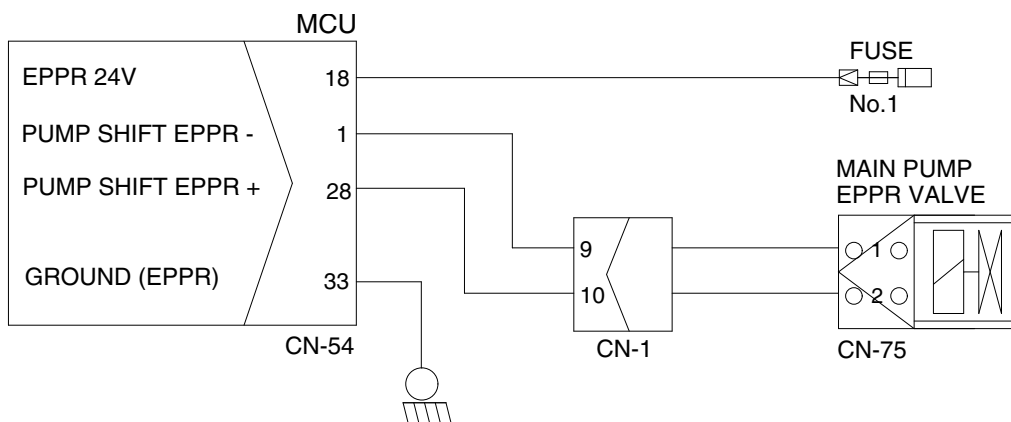 MCU
EPPR 24V
18
FUSE
No.1
PUMP SHIFT EPPR -
1
PUMP SHIFT EPPR +
28
MAIN PUMP
EPPR VALVE
GROUND (EPPR)
33
9
10
1
2
CN-54
CN-1
CN-75